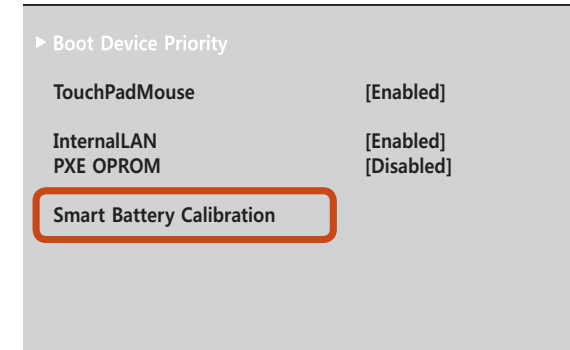 ▶ Boot Device Priority
TouchPadMouse [Enabled]
InternalLAN [Enabled]
PXE OPROM [Disabled]
Smart Battery Calibration